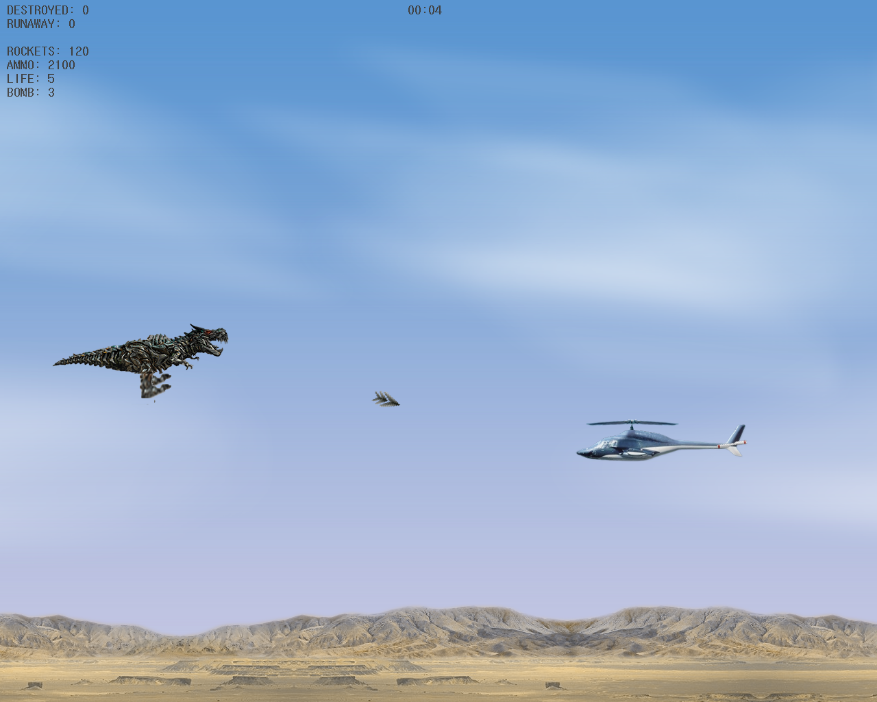 DESTROYED: 0
00:04
RUNAWAY: 0
ROCKETS: 120
AMMO: 2100
LIFE: 5
BOMB: 3